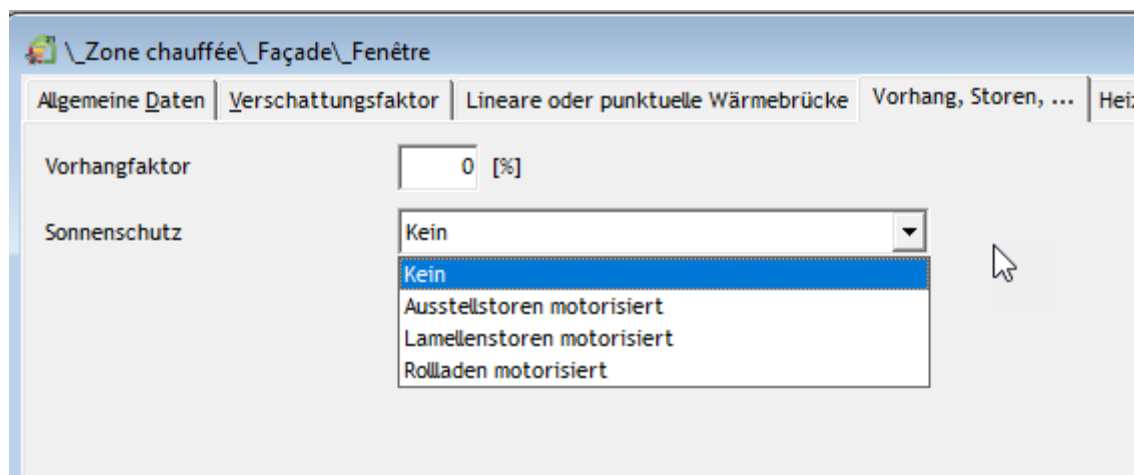 \_Zone chauffée\_Façade\_Fenêtre
Allgemeine Daten Verschattungsfaktor Lineare oder punktuelle Wärmebrücke Vorhang, Storen, ...
Vorhangfaktor 0 [%]
Sonnenschutz Kein
Kein
Ausstellstoren motorisiert
Lamellenstoren motorisiert
Rollladen motorisiert